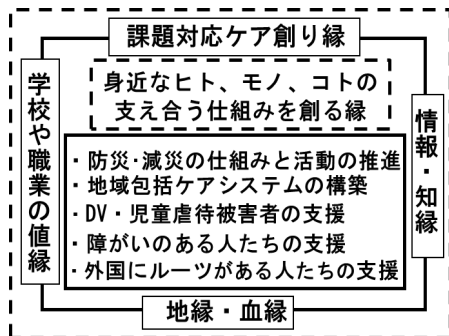 課題対応ケア創り縁
身近なヒト、モノ、コトの
支え合う仕組みを創る縁
学校や職業の値縁
・防災・減災の仕組みと活動の推進
・地域包括ケアシステムの構築
・DV・児童虐待被害者の支援
・障がいのある人たちの支援
・外国にルーツがある人たちの支援
情報・知縁
地縁・血縁